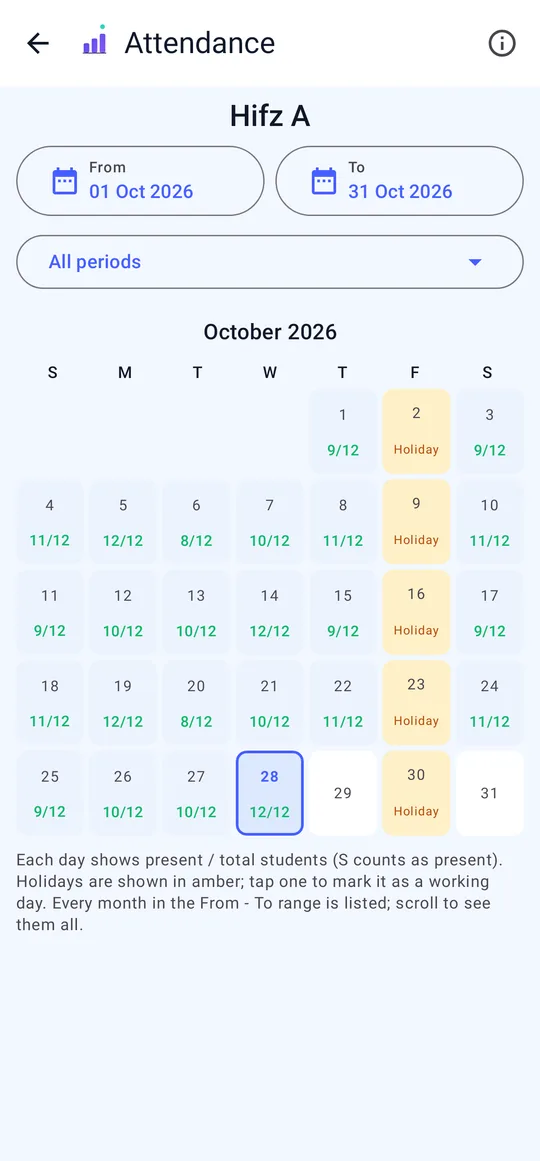 Attendance
Hifz A
From
01 Oct 2026
To
31 Oct 2026
All periods
October 2026
S M T W T F S
1 2 3
9/12 Holiday 9/12
4 5 6 7 8 9 10
11/12 12/12 8/12 10/12 11/12 Holiday 11/12
11 12 13 14 15 16 17
9/12 10/12 10/12 12/12 9/12 Holiday 9/12
18 19 20 21 22 23 24
11/12 12/12 8/12 10/12 11/12 Holiday 11/12
25 26 27 28 29 30 31
9/12 10/12 10/12 12/12 Holiday
Each day shows present / total students (S counts as present).
Holidays are shown in amber; tap one to mark it as a working
day. Every month in the From - To range is listed; scroll to see
them all.